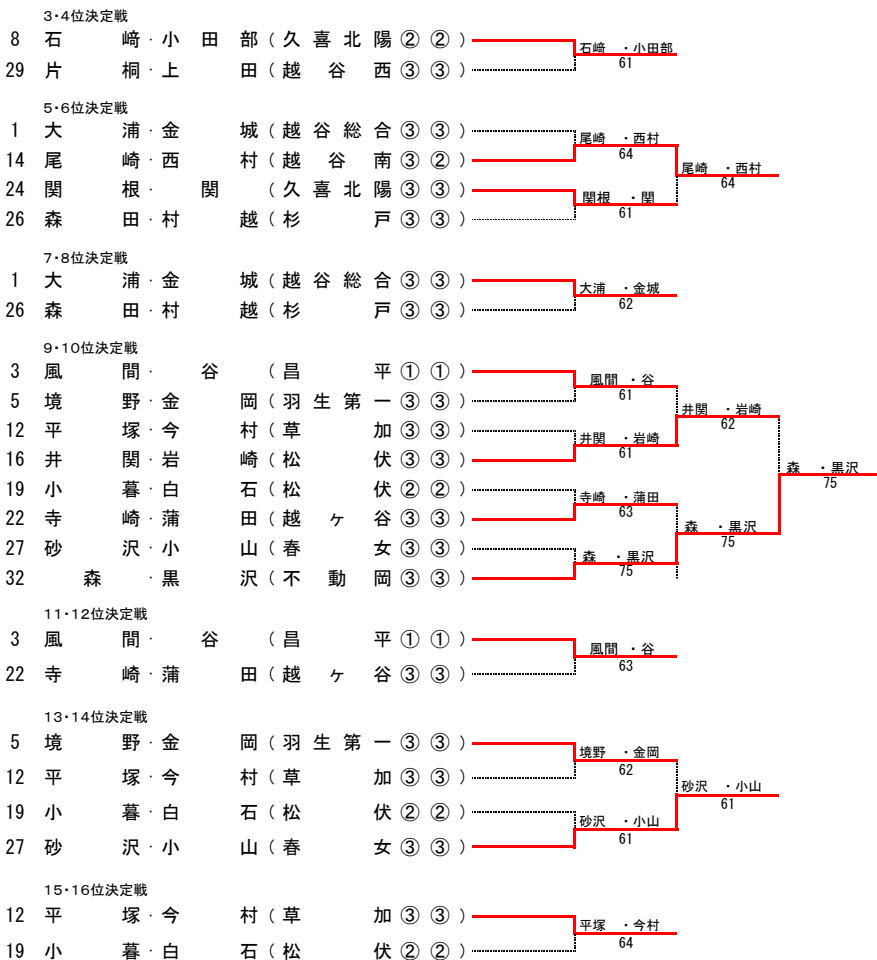 3・4位決定戦
8 石 﨑・小 田 部(久喜北陽② ②)
石﨑 ・小田部
61
29 片 桐・上 田(越 谷 西③ ③)
5・6位決定戦
1 大 浦・金 城(越谷総合③ ③)
尾崎 ・西村
64
14 尾 崎・西 村(越 谷 南③ ②)
尾崎 ・西村
64
24 関 根・ 関 (久喜北陽③ ③)
関根 ・関
61
26 森 田・村 越(杉 戸③ ③)
7・8位決定戦
1 大 浦・金 城(越谷総合③ ③)
大浦 ・金城
62
26 森 田・村 越(杉 戸③ ③)
9・10位決定戦
3 風 間・ 谷 (昌 平① ①)
風間 ・谷
61
5 境 野・金 岡(羽生第一③ ③)
井関 ・岩崎
62
12 平 塚・今 村(草 加③ ③)
井関 ・岩崎
61
16 井 関・岩 崎(松 伏③ ③)
森 ・黒沢
75
19 小 暮・白 石(松 伏② ②)
寺崎 ・蒲田
63
22 寺 崎・蒲 田(越 ヶ 谷③ ③)
森 ・黒沢
75
27 砂 沢・小 山(春 女③ ③)
森 ・黒沢
75
32 森 ・黒 沢(不 動 岡③ ③)
11・12位決定戦
3 風 間・ 谷 (昌 平① ①)
風間 ・谷
63
22 寺 崎・蒲 田(越 ヶ 谷③ ③)
13・14位決定戦
5 境 野・金 岡(羽生第一③ ③)
境野 ・金岡
62
12 平 塚・今 村(草 加③ ③)
砂沢 ・小山
61
19 小 暮・白 石(松 伏② ②)
砂沢 ・小山
61
27 砂 沢・小 山(春 女③ ③)
15・16位決定戦
12 平 塚・今 村(草 加③ ③)
平塚 ・今村
64
19 小 暮・白 石(松 伏② ②)